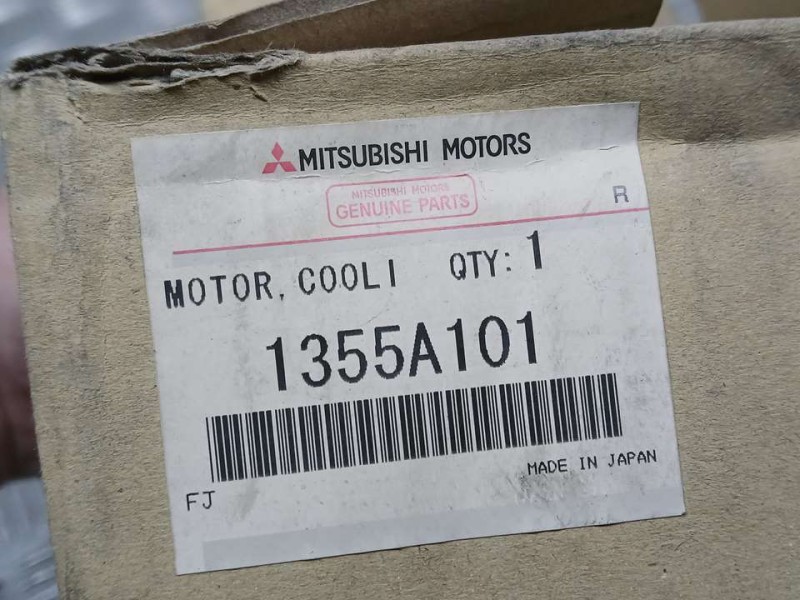 MITSUBISHI MOTORS
MITSUBISHI MOTORS
GENUINE PARTS
R
MOTOR, COOLI QTY: 1
1355A101
MADE IN JAPAN
FJ